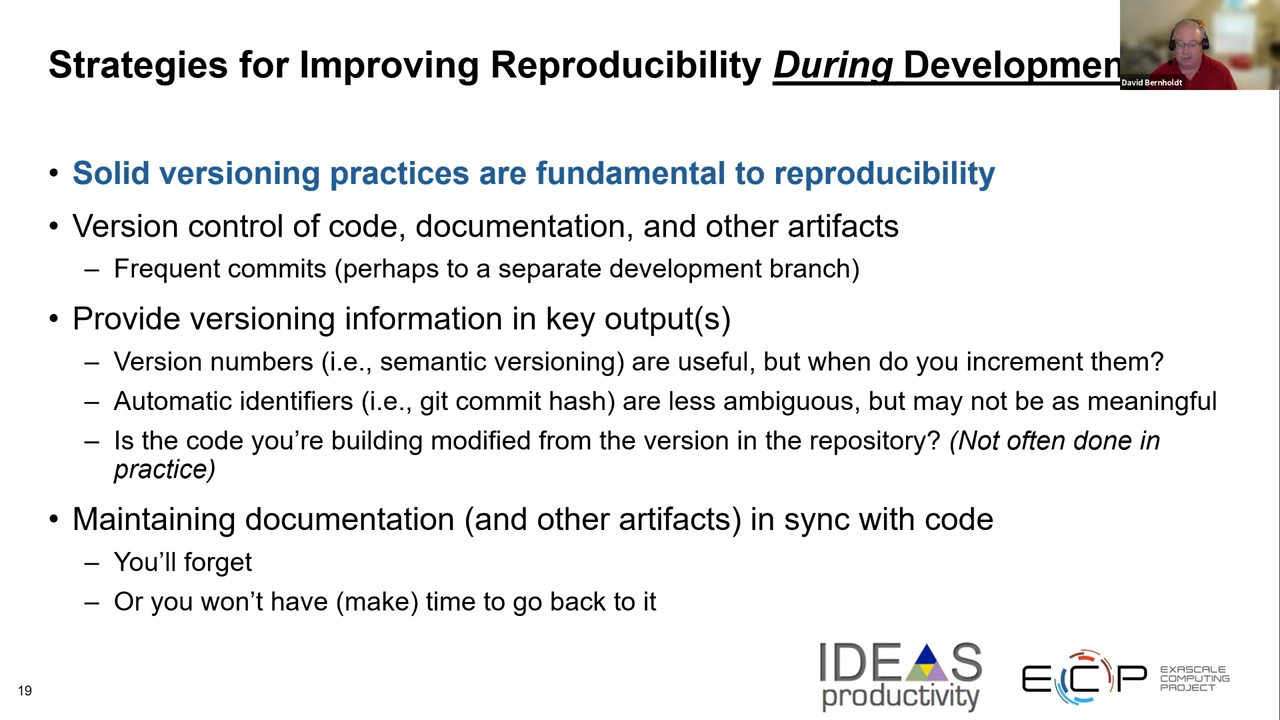 Strategies for Improving Reproducibility During Developmen
David Bernholdt
• Solid versioning practices are fundamental to reproducibility
• Version control of code, documentation, and other artifacts
– Frequent commits (perhaps to a separate development branch)
• Provide versioning information in key output(s)
– Version numbers (i.e., semantic versioning) are useful, but when do you increment them?
– Automatic identifiers (i.e., git commit hash) are less ambiguous, but may not be as meaningful
– Is the code you’re building modified from the version in the repository? (Not often done in
practice)
• Maintaining documentation (and other artifacts) in sync with code
– You’ll forget
– Or you won’t have (make) time to go back to it
19
IDEAS
productivity
ECP
EXASCALE
COMPUTING
PROJECT